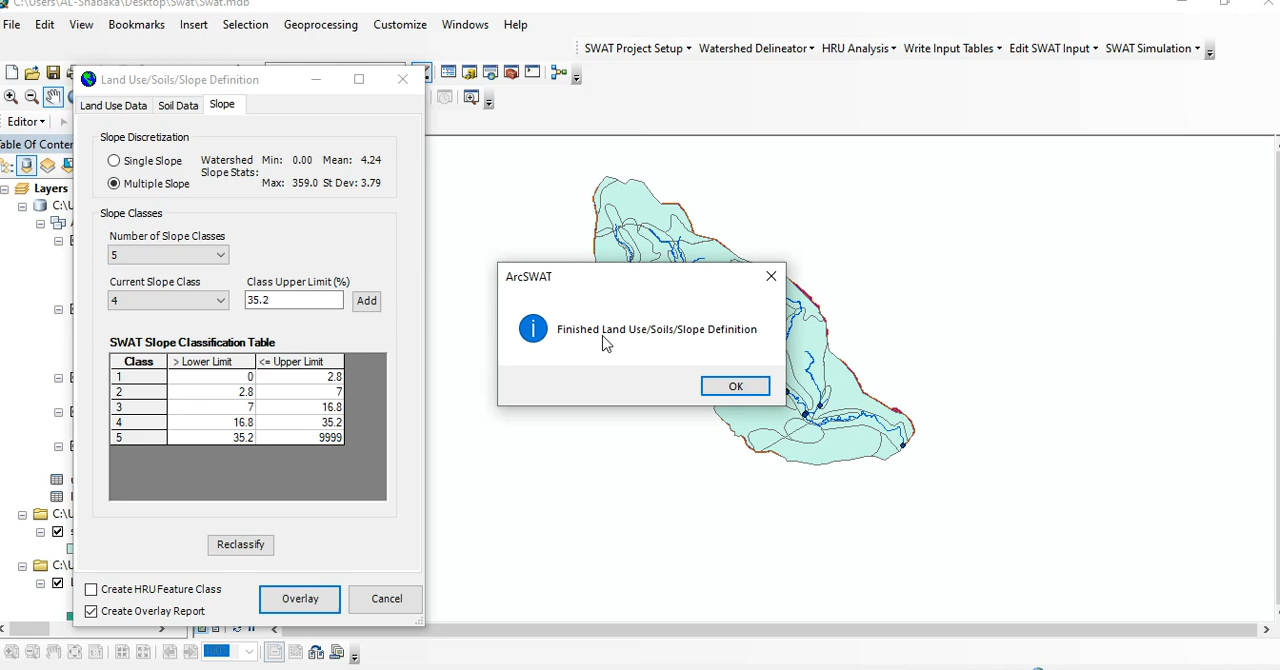 C:\Users\AL-Shabaka\Desktop\Swat\Swat.mdb
File Edit View Bookmarks Insert Selection Geoprocessing Customize Windows Help
SWAT Project Setup Watershed Delineator HRU Analysis Write Input Tables Edit SWAT Input SWAT Simulation
Land Use/Soils/Slope Definition
Land Use Data Soil Data Slope
Editor
Table Of Conter
Layers
C:\U
Slope Discretization
Single Slope
Multiple Slope
Watershed Min: 0.00 Mean: 4.24
Slope Stats:
Max: 359.0 St Dev: 3.79
Slope Classes
Number of Slope Classes
5
Current Slope Class Class Upper Limit (%)
4 35.2 Add
SWAT Slope Classification Table
Class > Lower Limit <= Upper Limit
1 0 2.8
2 2.8 7
3 7 16.8
4 16.8 35.2
5 35.2 9999
Reclassify
Create HRU Feature Class
Create Overlay Report
Overlay Cancel
C:\U
C:\U
ArcSWAT
Finished Land Use/Soils/Slope Definition
OK